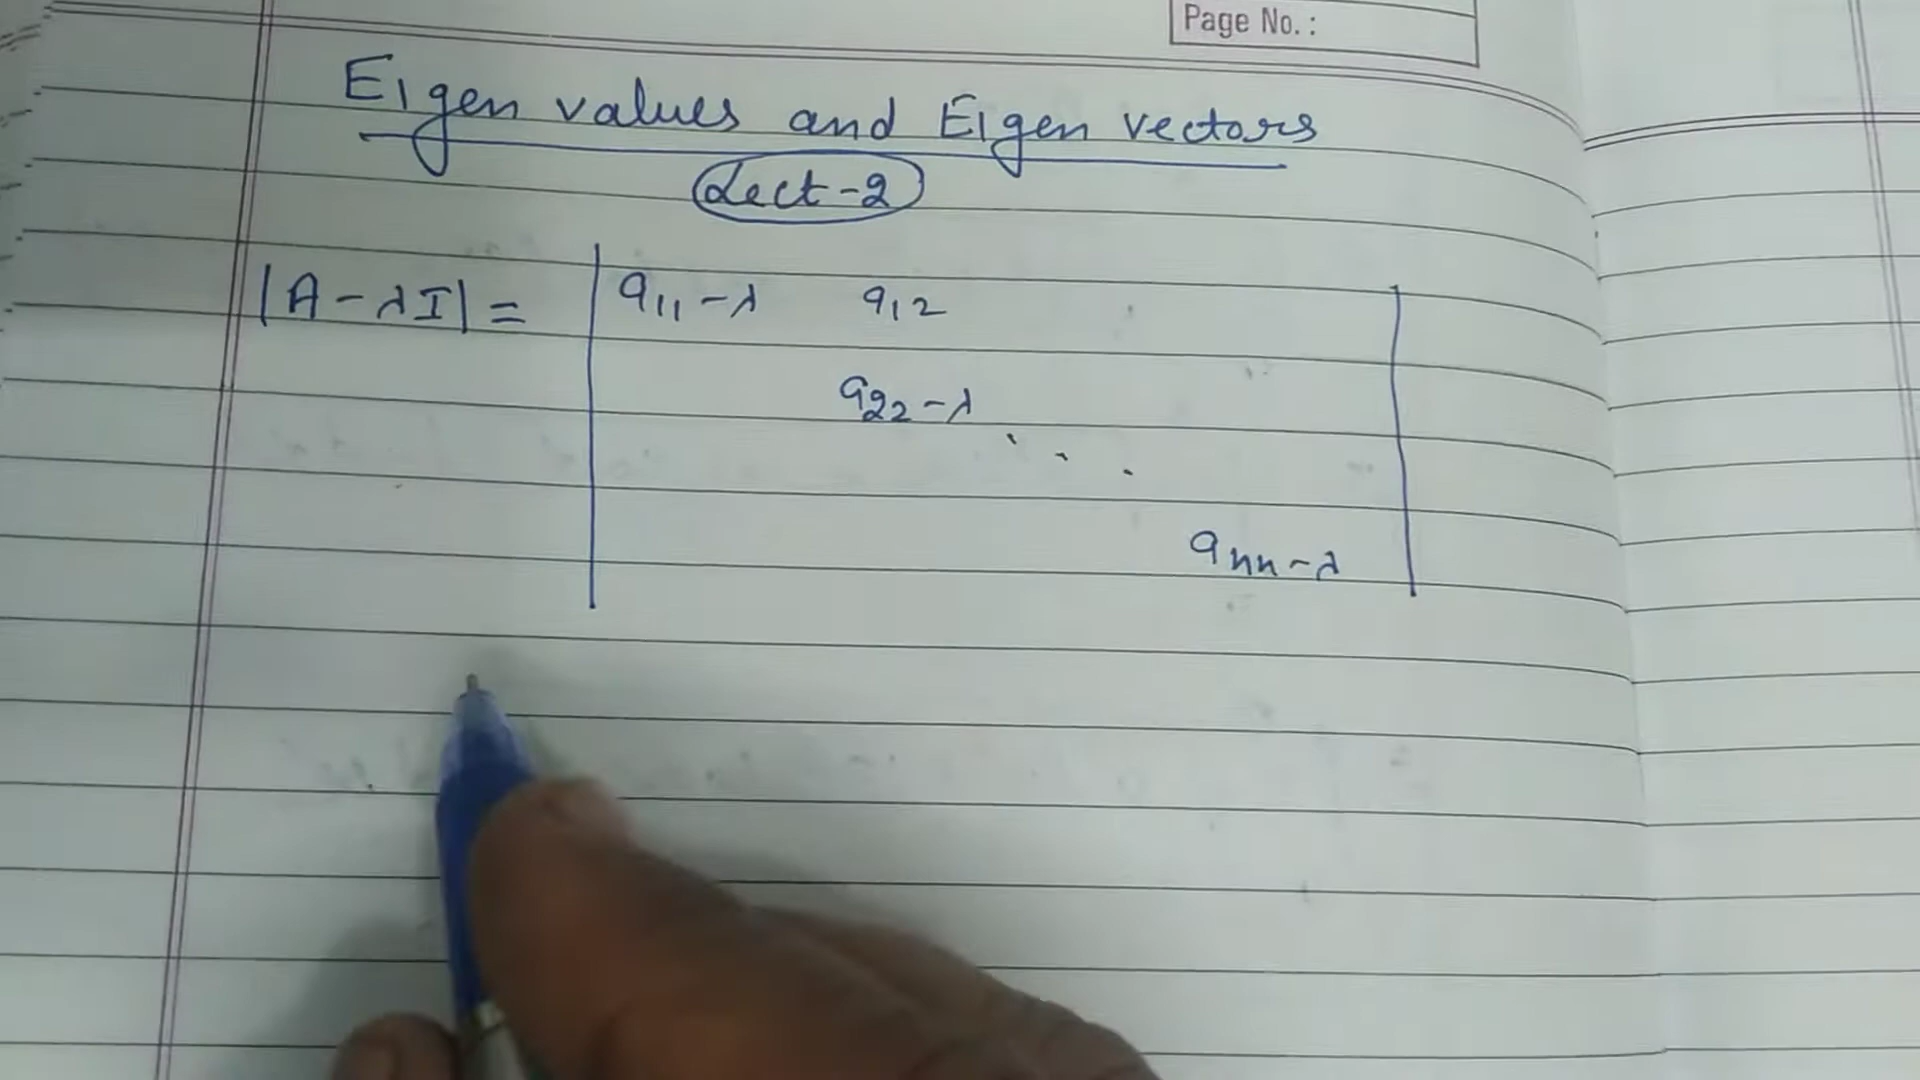 Page No. :
Eigen values and Eigen vectors
Lect-2
|A - λI| = | a11 - λ a12 |
a22 - λ
. . .
ann - λ